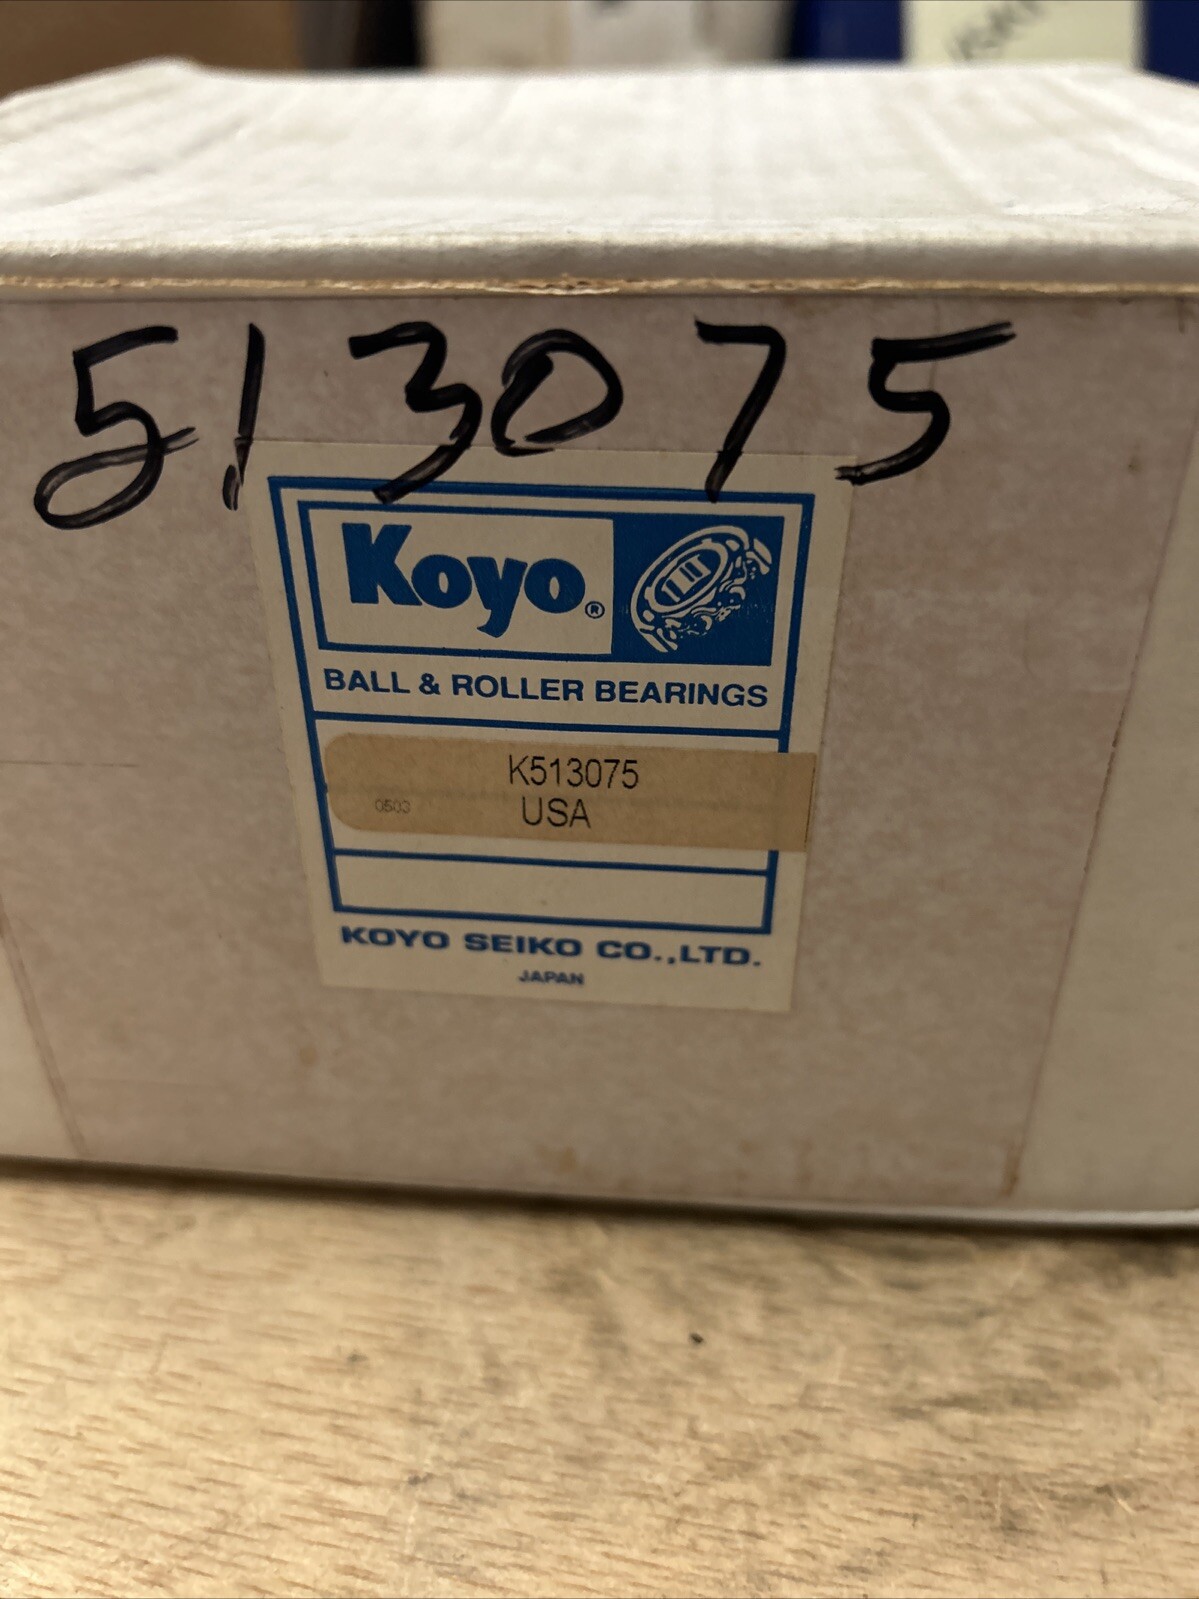 513075
Koyo®
BALL & ROLLER BEARINGS
K513075
0503 USA
KOYO SEIKO CO.,LTD.
JAPAN